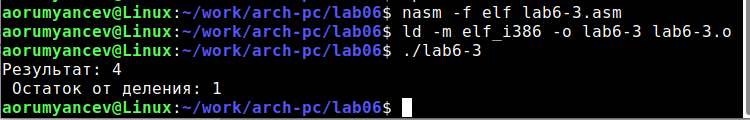 aorumyancev@Linux:~/work/arch-pc/lab06$ nasm -f elf lab6-3.asm
aorumyancev@Linux:~/work/arch-pc/lab06$ ld -m elf_i386 -o lab6-3 lab6-3.o
aorumyancev@Linux:~/work/arch-pc/lab06$ ./lab6-3
Результат: 4
 Остаток от деления: 1
aorumyancev@Linux:~/work/arch-pc/lab06$